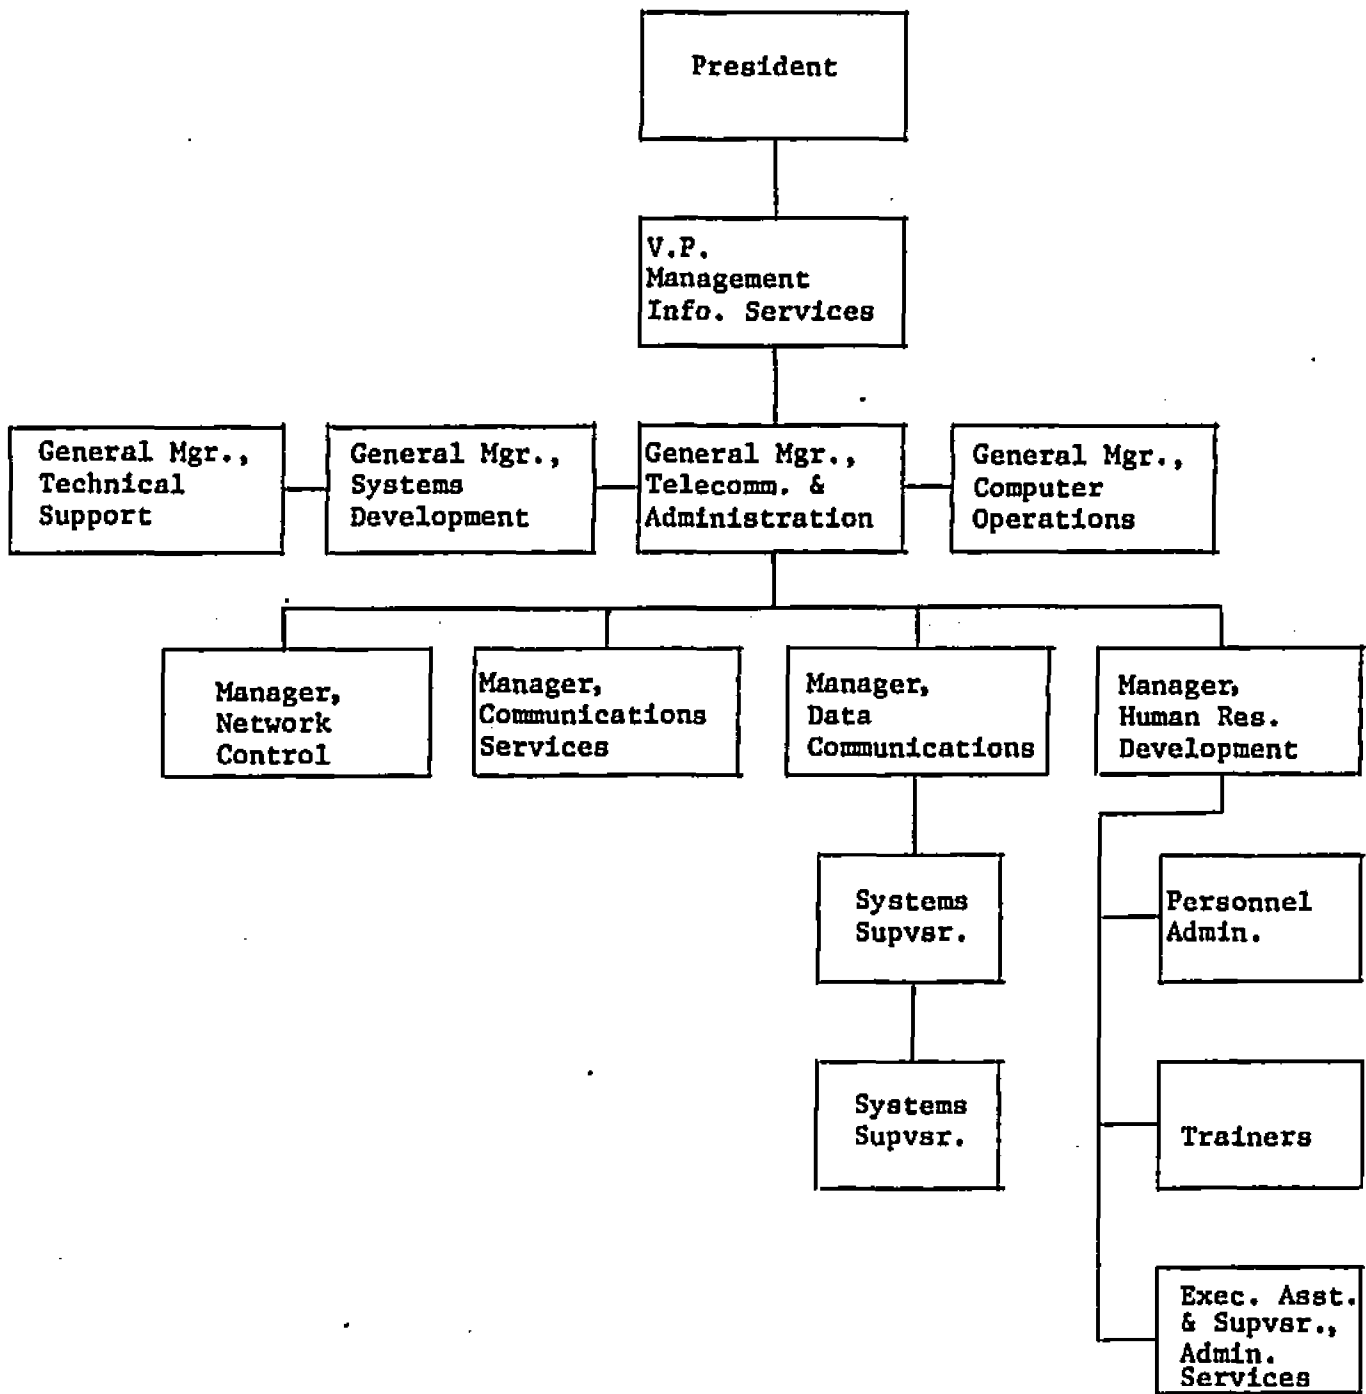 President
V.P.
Management
Info. Services
General Mgr.,
Technical
Support
General Mgr.,
Systems
Development
General Mgr.,
Telecomm. &
Administration
General Mgr.,
Computer
Operations
Manager,
Network
Control
Manager,
Communications
Services
Manager,
Data
Communications
Manager,
Human Res.
Development
Systems
Supvsr.
Personnel
Admin.
Systems
Supvsr.
Trainers
Exec. Asst.
& Supvsr.,
Admin.
Services